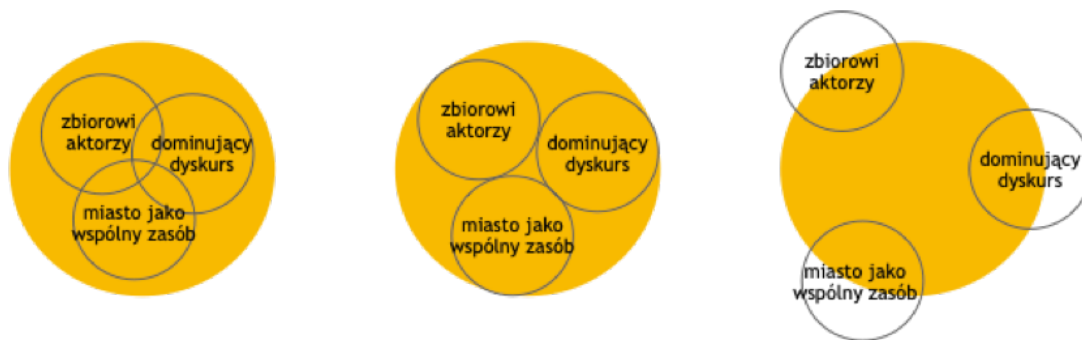 zbiorowi
aktorzy
dominujący
dyskurs
miasto jako
wspólny zasób
zbiorowi
aktorzy
dominujący
dyskurs
miasto jako
wspólny zasób
zbiorowi
aktorzy
dominujący
dyskurs
miasto jako
wspólny zasób